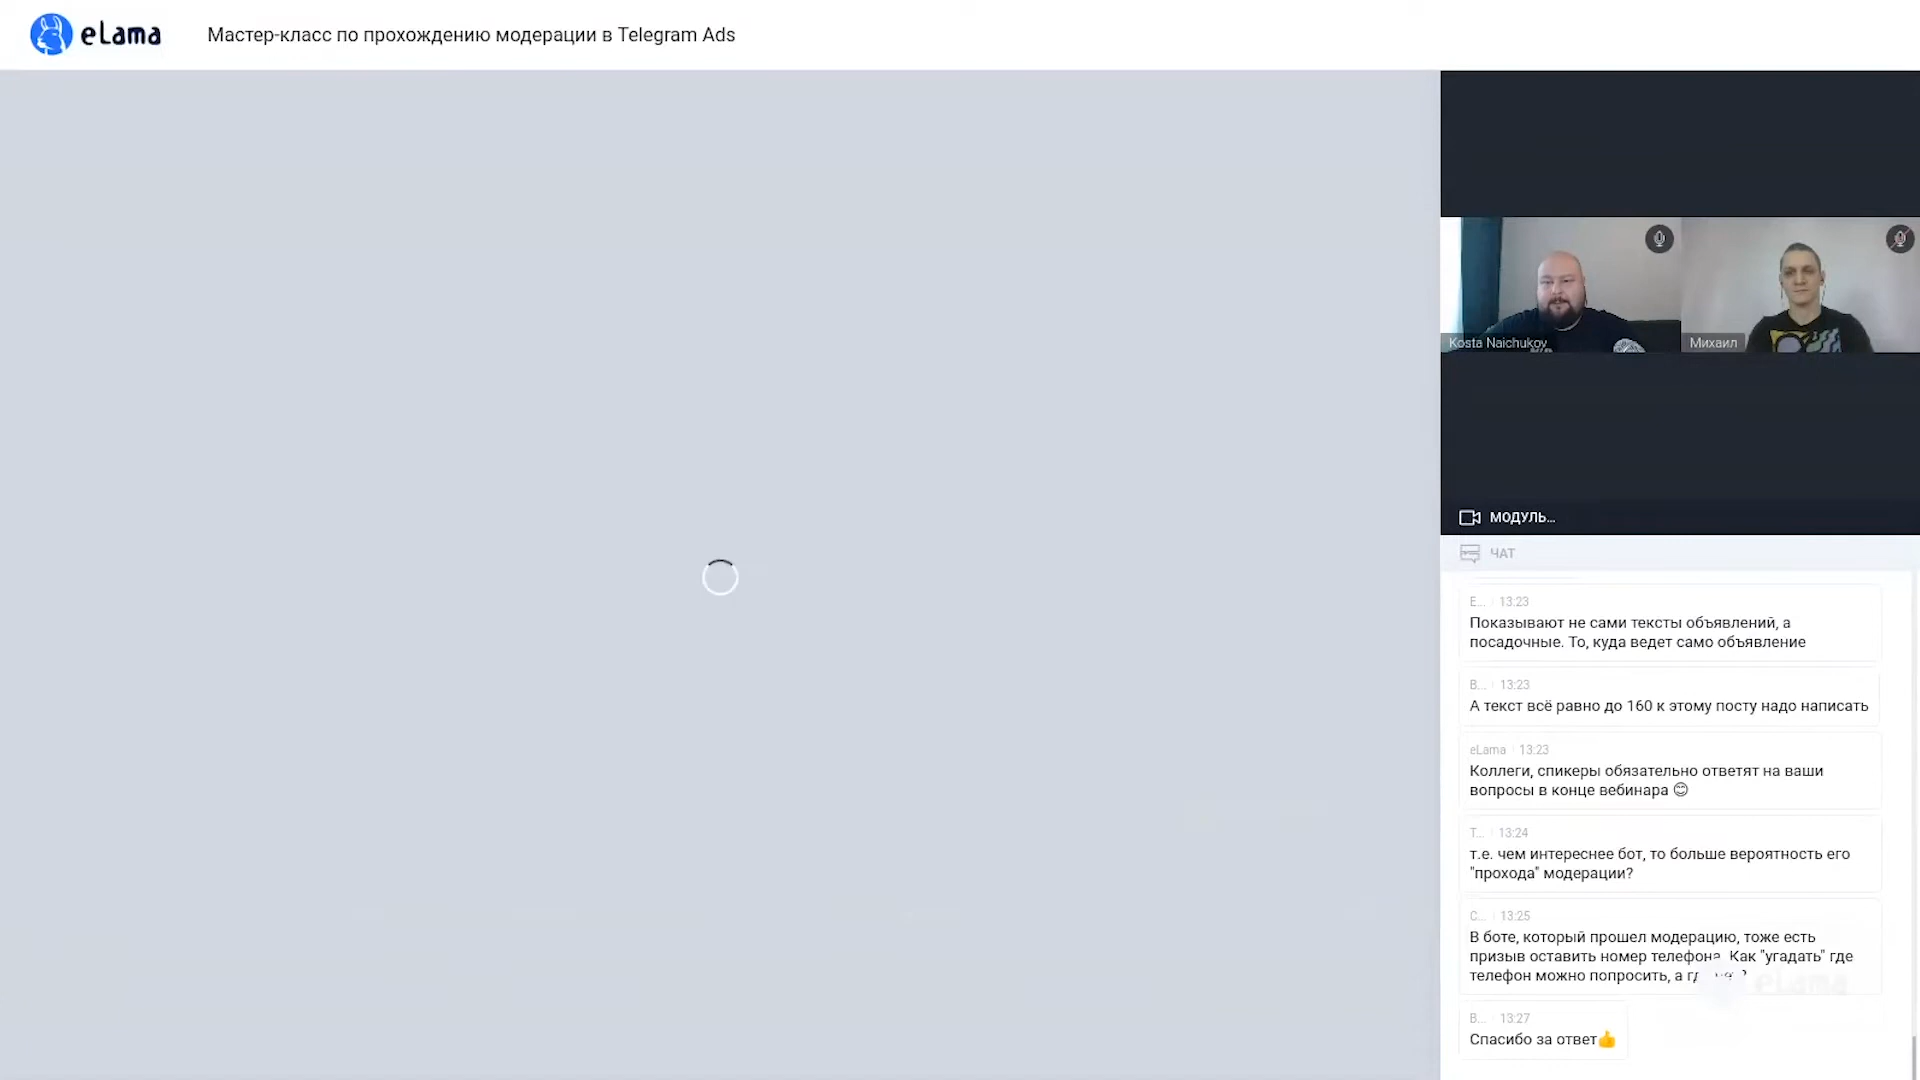 eLama
Мастер-класс по прохождению модерации в Telegram Ads
Kosta Naichukov
Михаил
МОДУЛЬ...
ЧАТ
Е... 13:23
Показывают не сами тексты объявлений, а
посадочные. То, куда ведет само объявление
В... 13:23
А текст всё равно до 160 к этому посту надо написать
eLama 13:23
Коллеги, спикеры обязательно ответят на ваши
вопросы в конце вебинара 😊
Т... 13:24
т.е. чем интереснее бот, то больше вероятность его
"прохода" модерации?
С... 13:25
В боте, который прошел модерацию, тоже есть
призыв оставить номер телефона. Как "угадать" где
телефон можно попросить, а
eLama
В... 13:27
Спасибо за ответ👍